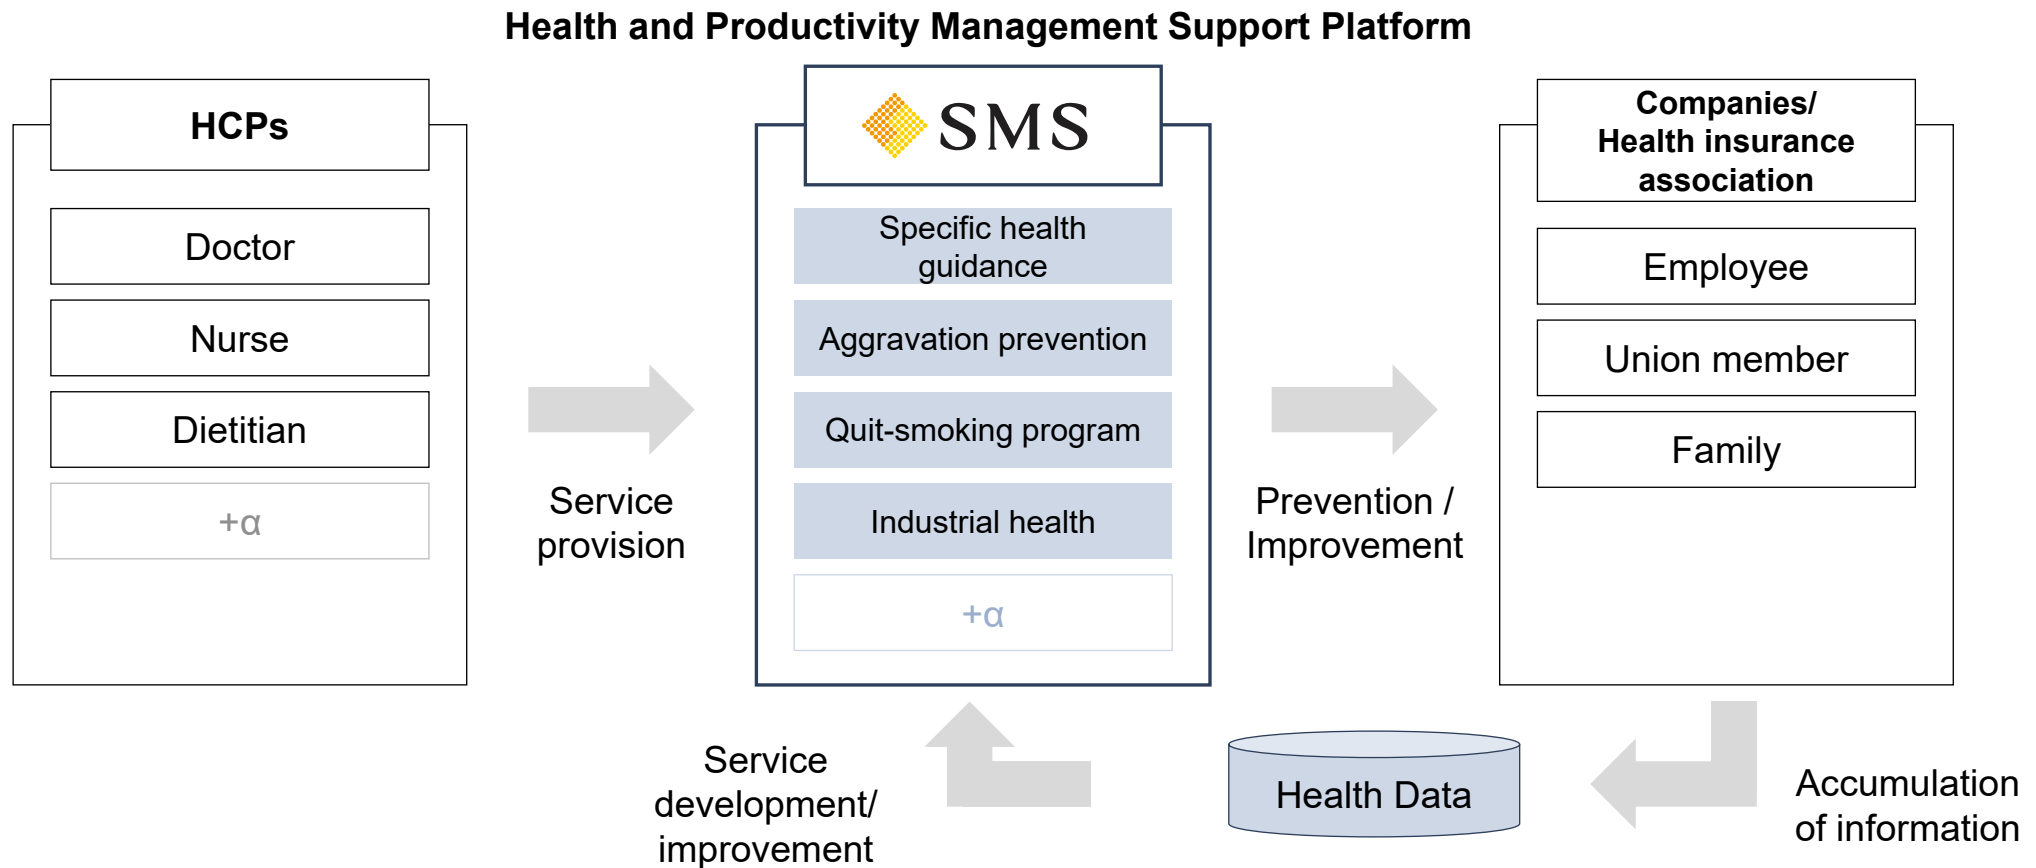 Health and Productivity Management Support Platform
HCPs
Doctor
Nurse
Dietitian
+α
Service
provision
SMS
Specific health
guidance
Aggravation prevention
Quit-smoking program
Industrial health
+α
Prevention /
Improvement
Companies/
Health insurance
association
Employee
Union member
Family
Accumulation
of information
Health Data
Service
development/
improvement